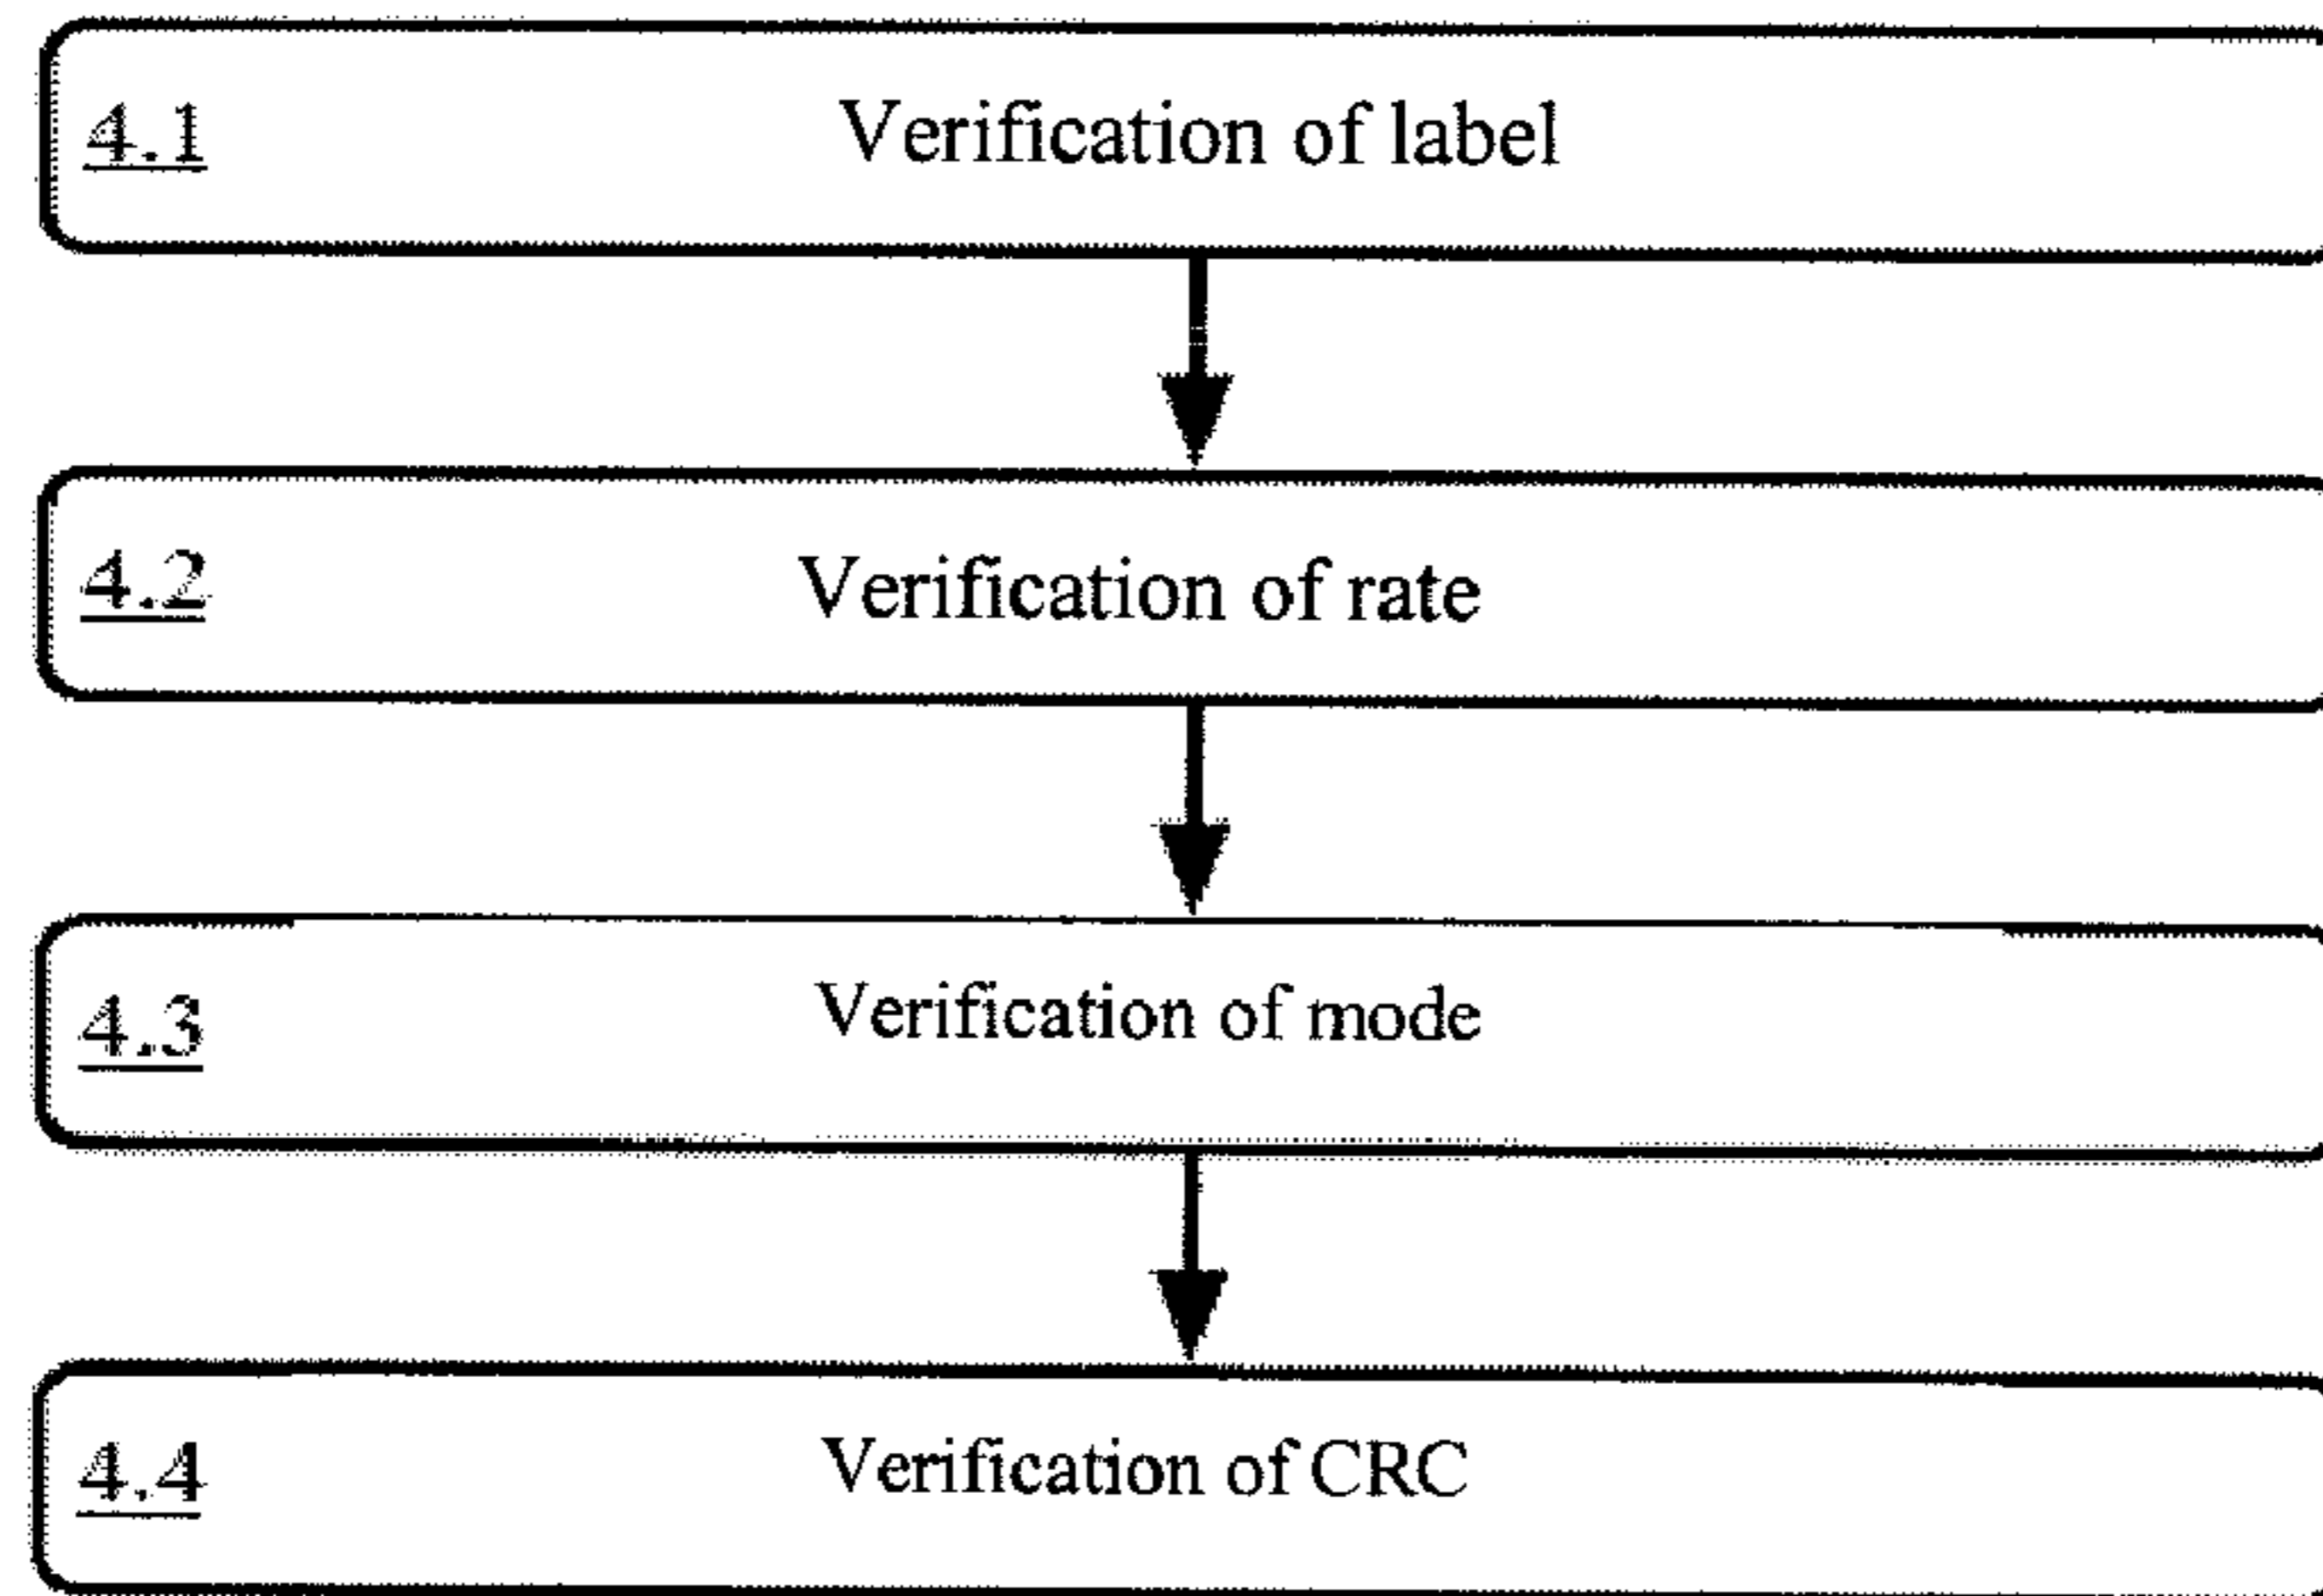 4.1 Verification of label
4.2 Verification of rate
4.3 Verification of mode
4.4 Verification of CRC